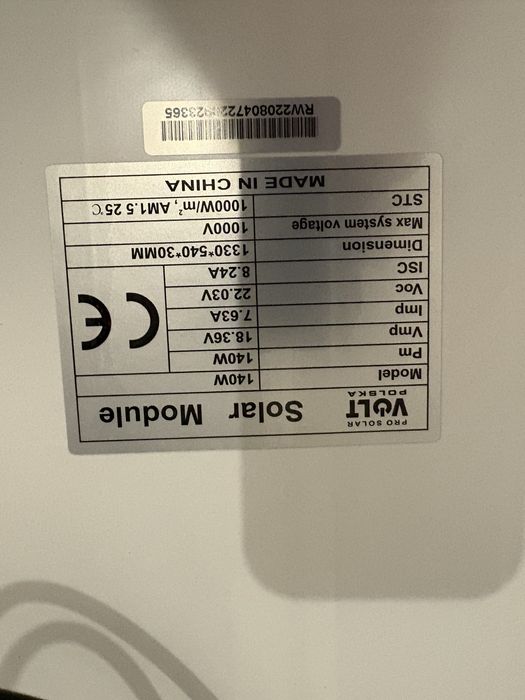 PRO SOLAR
VOLT
POLSKA
Solar Module
Model 140W
Pm 140W
Vmp 18.36V
Imp 7.63A
Voc 22.03V
ISC 8.24A
CE
Dimension 1330*540*30MM
Max system voltage 1000V
STC 1000W/m², AM1.5 25℃
MADE IN CHINA